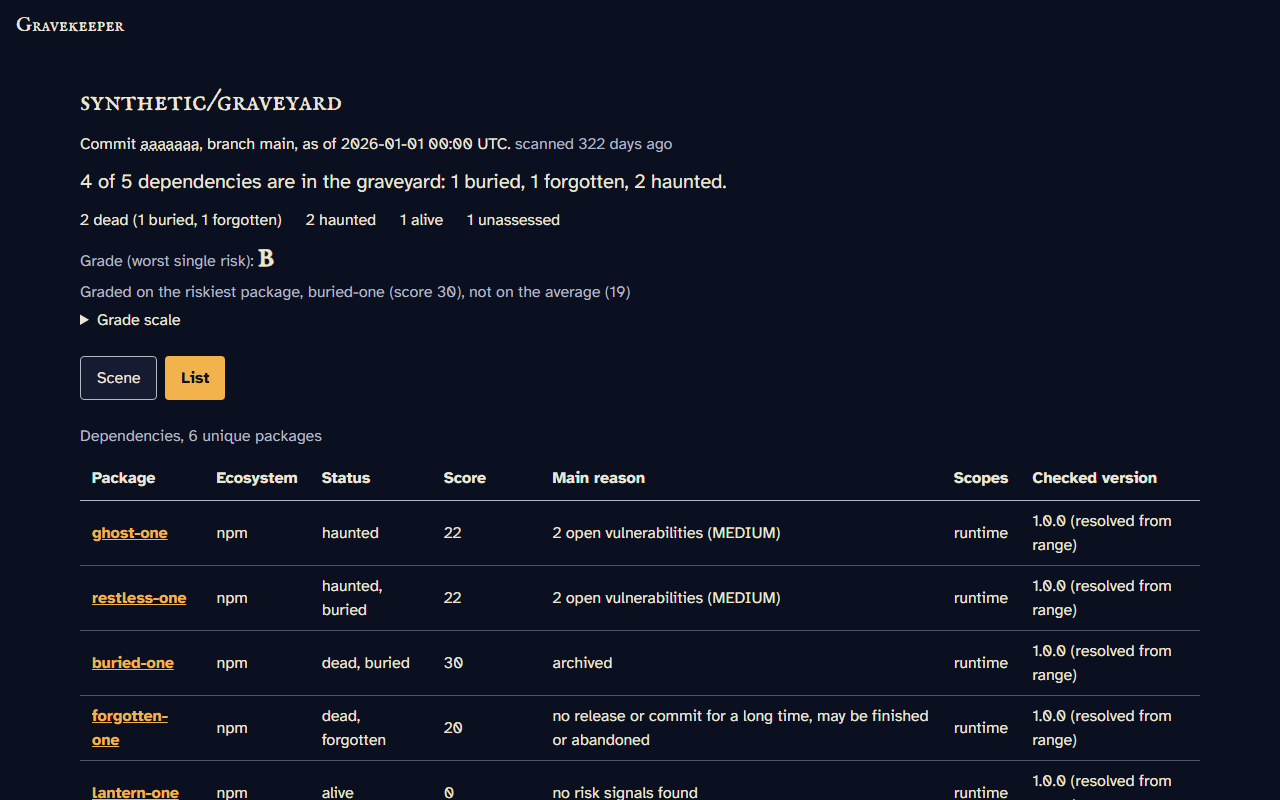 Gravekeeper
synthetic/graveyard
Commit aaaaaaa, branch main, as of 2026-01-01 00:00 UTC. scanned 322 days ago
4 of 5 dependencies are in the graveyard: 1 buried, 1 forgotten, 2 haunted.
2 dead (1 buried, 1 forgotten) 2 haunted 1 alive 1 unassessed
Grade (worst single risk): B
Graded on the riskiest package, buried-one (score 30), not on the average (19)
Grade scale
Scene List
Dependencies, 6 unique packages
Package Ecosystem Status Score Main reason Scopes Checked version
ghost-one npm haunted 22 2 open vulnerabilities (MEDIUM) runtime 1.0.0 (resolved from
range)
restless-one npm haunted,
buried 22 2 open vulnerabilities (MEDIUM) runtime 1.0.0 (resolved from
range)
buried-one npm dead, buried 30 archived runtime 1.0.0 (resolved from
range)
forgotten-
one npm dead,
forgotten 20 no release or commit for a long time, may be finished
or abandoned runtime 1.0.0 (resolved from
range)
lantern-one npm alive 0 no risk signals found runtime 1.0.0 (resolved from